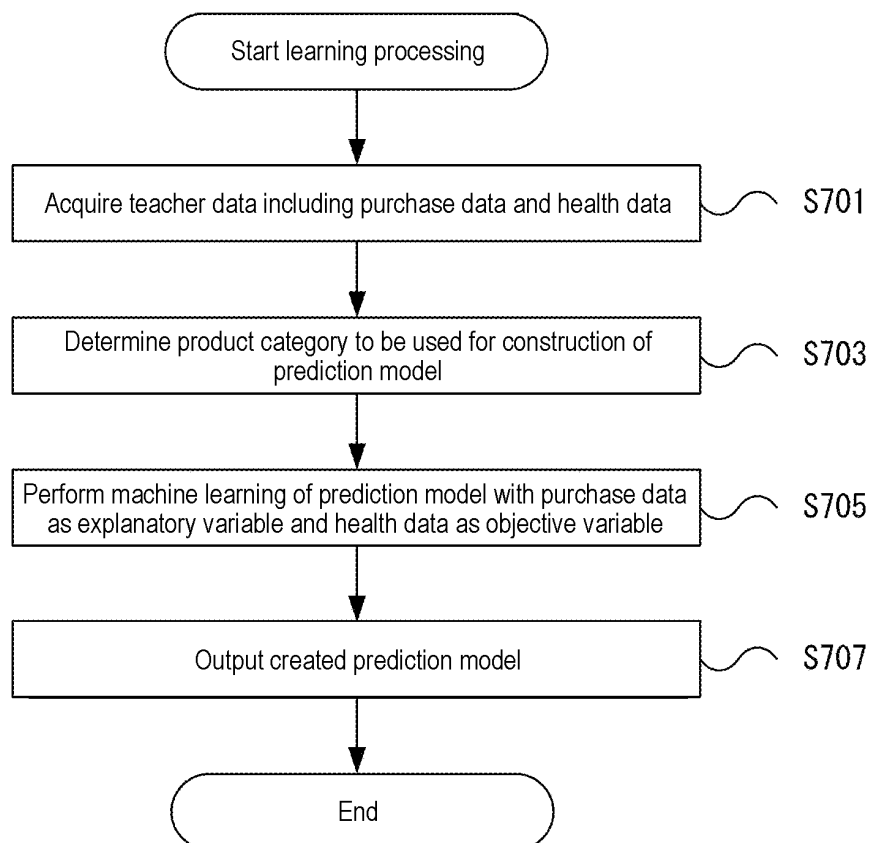 Start learning processing
Acquire teacher data including purchase data and health data
S701
Determine product category to be used for construction of
prediction model
S703
Perform machine learning of prediction model with purchase data
as explanatory variable and health data as objective variable
S705
Output created prediction model
S707
End